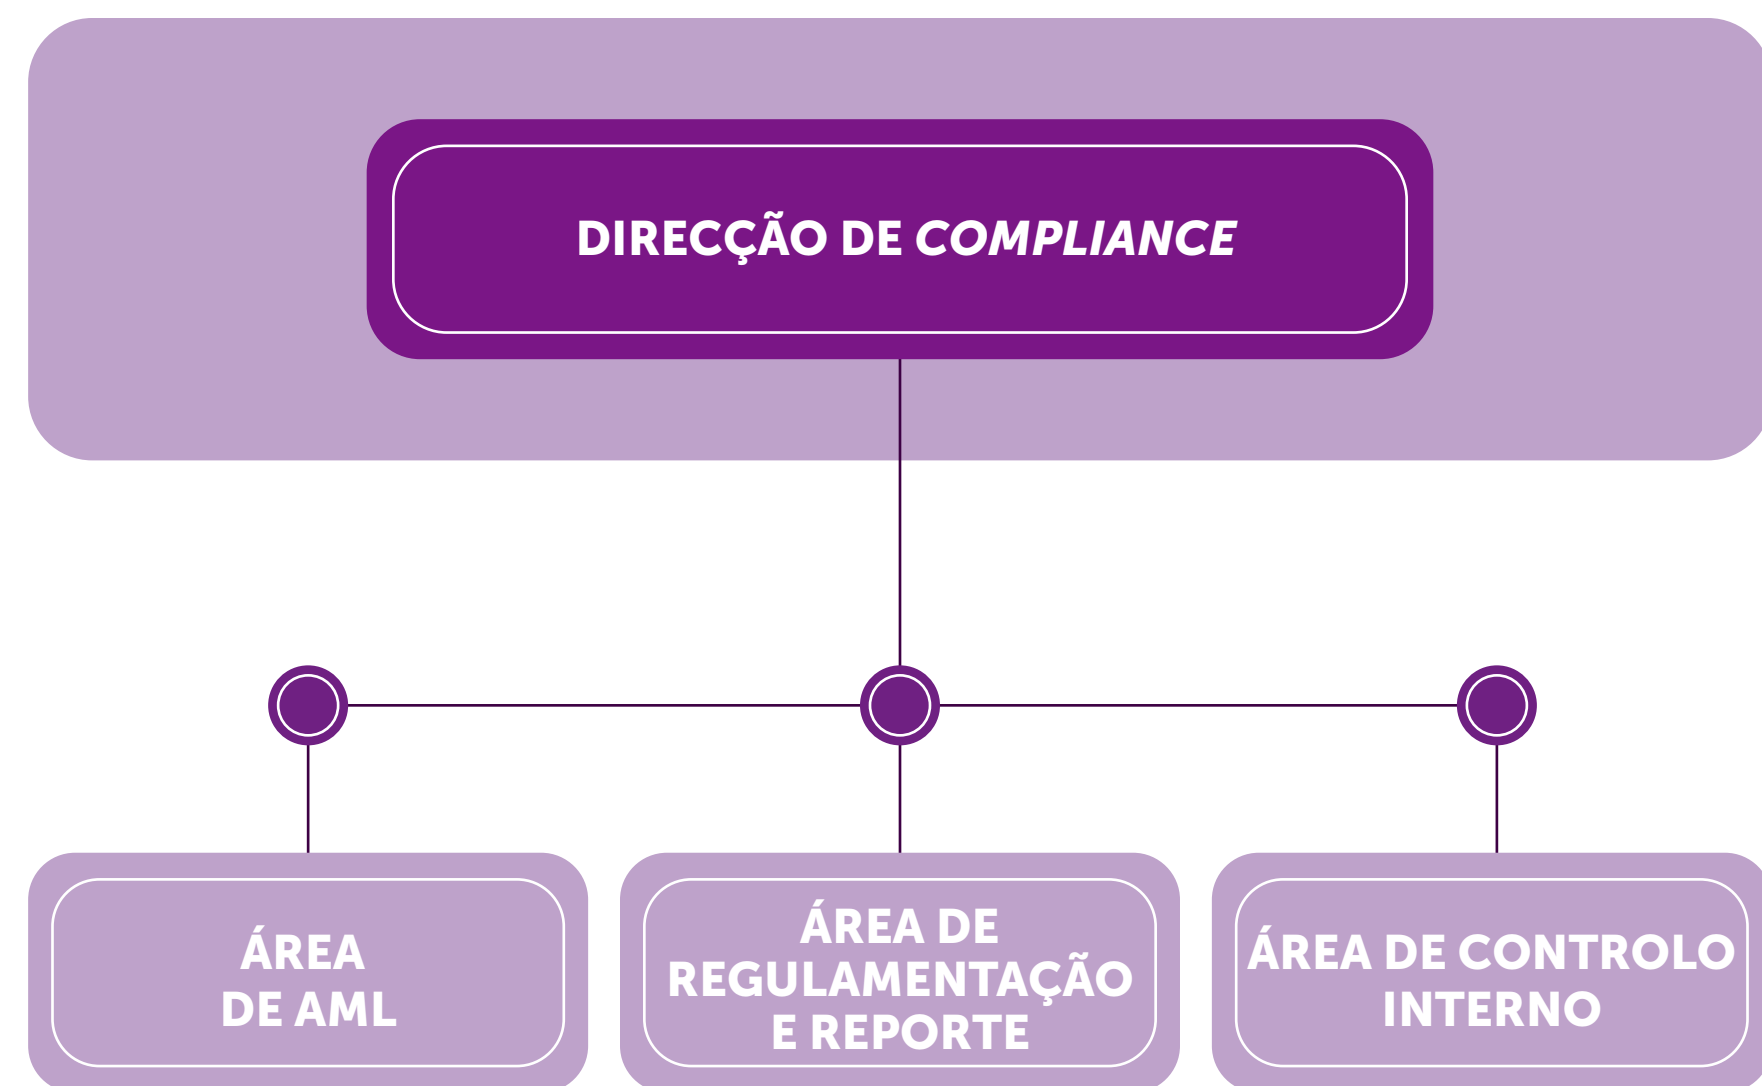 DIRECÇÃO DE COMPLIANCE
ÁREA
DE AML
ÁREA DE
REGULAMENTAÇÃO
E REPORTE
ÁREA DE CONTROLO
INTERNO